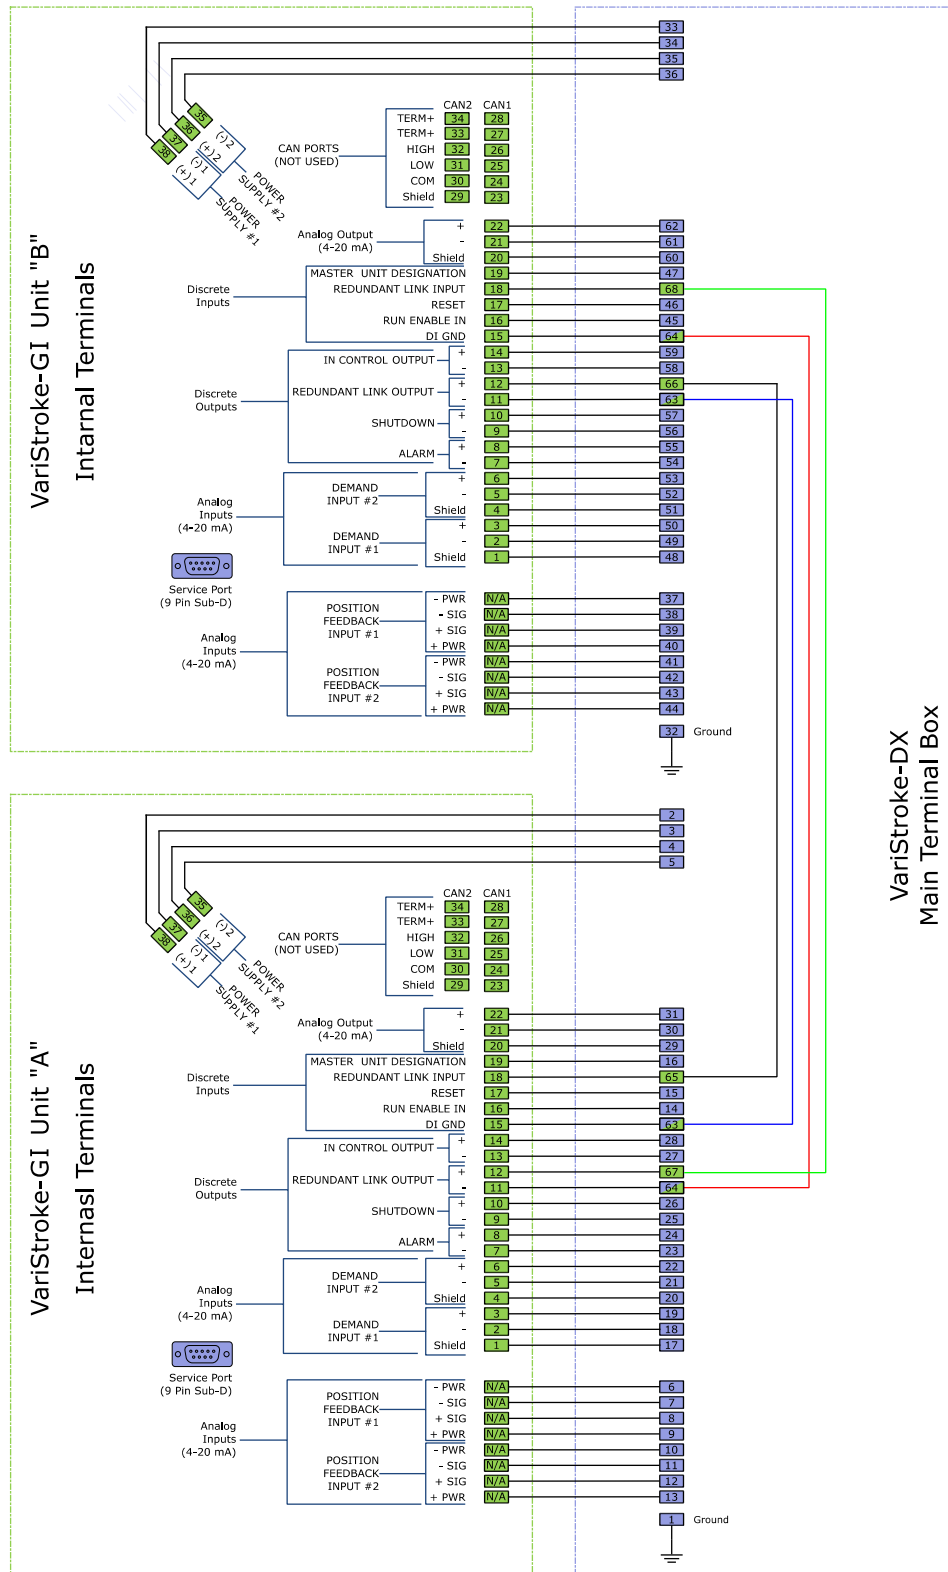 VariStroke-GI Unit "B"
Intarnal Terminals
33
34
35
36
35
36
37
38
(-)2
(+)2
(-)1
(+)1
POWER
SUPPLY #2
POWER
SUPPLY #1
CAN2 CAN1
CAN PORTS
(NOT USED)
TERM+ 34 28
TERM+ 33 27
HIGH 32 26
LOW 31 25
COM 30 24
Shield 29 23
Analog Output
(4-20 mA)
+ 22 62
- 21 61
Shield 20 60
Discrete
Inputs
MASTER UNIT DESIGNATION 19 47
REDUNDANT LINK INPUT 18 68
RESET 17 46
RUN ENABLE IN 16 45
DI GND 15 64
Discrete
Outputs
IN CONTROL OUTPUT
+ 14 59
- 13 58
REDUNDANT LINK OUTPUT
+ 12 66
- 11 63
SHUTDOWN
+ 10 57
- 9 56
ALARM
+ 8 55
- 7 54
Analog
Inputs
(4-20 mA)
DEMAND
INPUT #2
+ 6 53
- 5 52
Shield 4 51
DEMAND
INPUT #1
+ 3 50
- 2 49
Shield 1 48
Service Port
(9 Pin Sub-D)
Analog
Inputs
(4-20 mA)
POSITION
FEEDBACK
INPUT #1
- PWR N/A 37
- SIG N/A 38
+ SIG N/A 39
+ PWR N/A 40
POSITION
FEEDBACK
INPUT #2
- PWR N/A 41
- SIG N/A 42
+ SIG N/A 43
+ PWR N/A 44
32 Ground
VariStroke-DX
Main Terminal Box
VariStroke-GI Unit "A"
Internasl Terminals
2
3
4
5
35
36
37
38
(-)2
(+)2
(-)1
(+)1
POWER
SUPPLY #2
POWER
SUPPLY #1
CAN2 CAN1
CAN PORTS
(NOT USED)
TERM+ 34 28
TERM+ 33 27
HIGH 32 26
LOW 31 25
COM 30 24
Shield 29 23
Analog Output
(4-20 mA)
+ 22 31
- 21 30
Shield 20 29
Discrete
Inputs
MASTER UNIT DESIGNATION 19 16
REDUNDANT LINK INPUT 18 65
RESET 17 15
RUN ENABLE IN 16 14
DI GND 15 63
Discrete
Outputs
IN CONTROL OUTPUT
+ 14 28
- 13 27
REDUNDANT LINK OUTPUT
+ 12 67
- 11 64
SHUTDOWN
+ 10 26
- 9 25
ALARM
+ 8 24
- 7 23
Analog
Inputs
(4-20 mA)
DEMAND
INPUT #2
+ 6 22
- 5 21
Shield 4 20
DEMAND
INPUT #1
+ 3 19
- 2 18
Shield 1 17
Service Port
(9 Pin Sub-D)
Analog
Inputs
(4-20 mA)
POSITION
FEEDBACK
INPUT #1
- PWR N/A 6
- SIG N/A 7
+ SIG N/A 8
+ PWR N/A 9
POSITION
FEEDBACK
INPUT #2
- PWR N/A 10
- SIG N/A 11
+ SIG N/A 12
+ PWR N/A 13
1 Ground